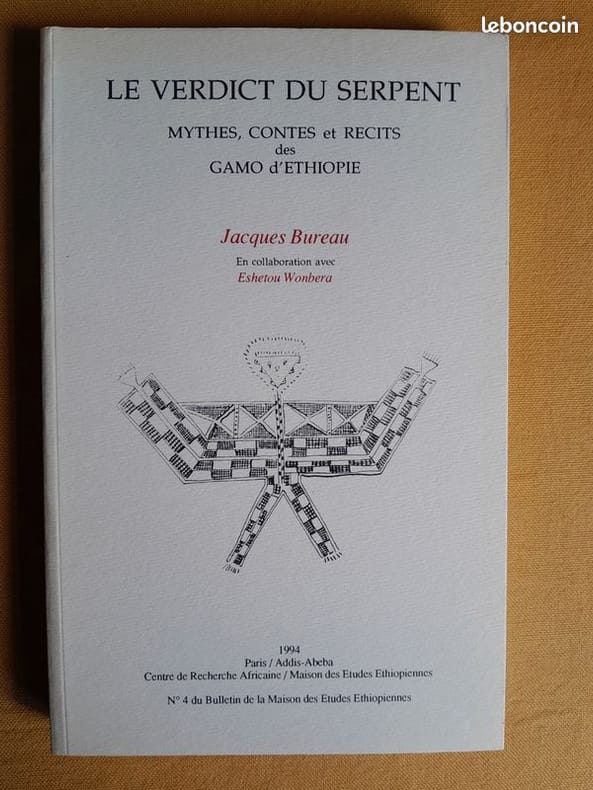 leboncoin
LE VERDICT DU SERPENT
MYTHES, CONTES et RECITS
des
GAMO d'ETHIOPIE
Jacques Bureau
En collaboration avec
Eshetou Wonbera
1994
Paris / Addis-Abeba
Centre de Recherche Africaine / Maison des Etudes Ethiopiennes
N° 4 du Bulletin de la Maison des Etudes Ethiopiennes